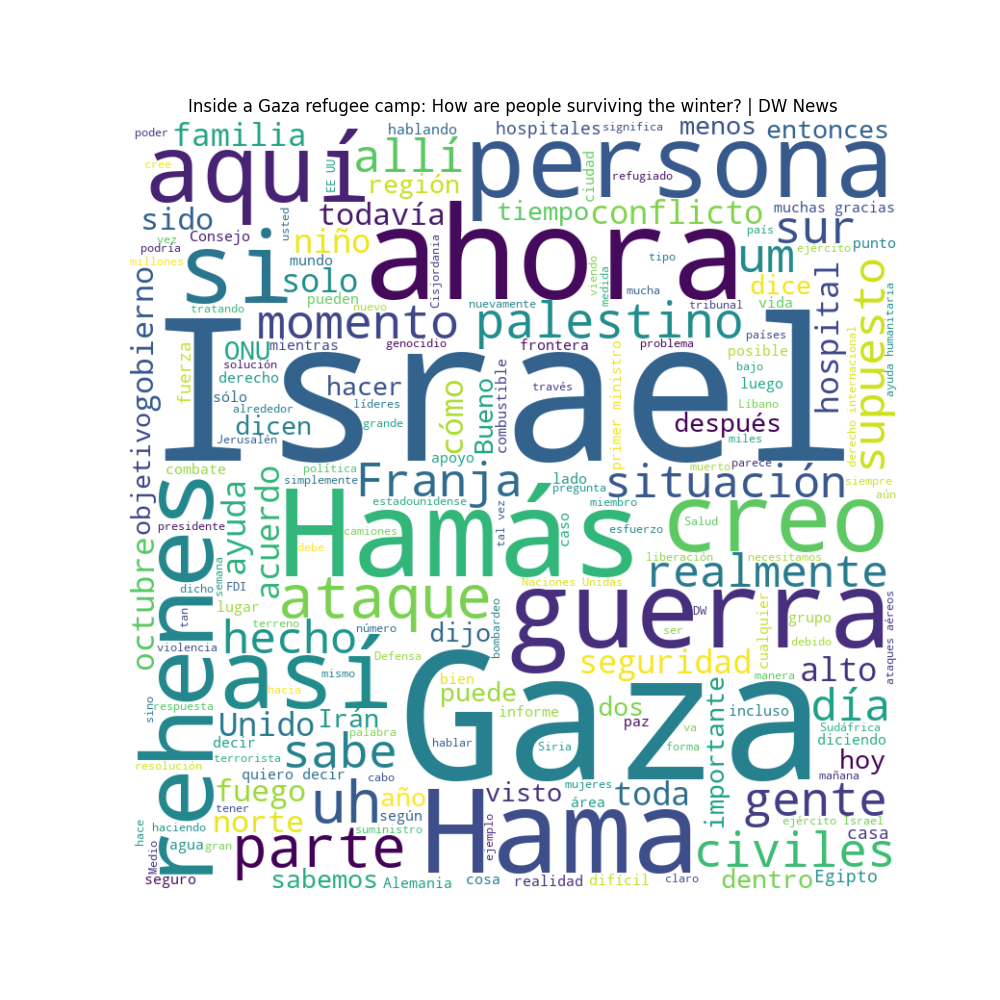 Inside a Gaza refugee camp: How are people surviving the winter? | DW News
poder
familia
hablando
hospitales
significa
menos
entonces
cree
aquí
EE UU
allí
persona
ciudad
refugiado
región
sido
todavía
tiempo
conflicto
muchas gracias
usted
vez
Consejo
niño
ahora
sur
país
ejército
punto
podría
millones
si
mundo
solo
Cisjordania
viendo
medida
tipo
um
dice
tratando
pueden
nuevo
nuevamente
mucha
tribunal
vida
hospital
supuesto
ayuda humanitaria
gobierno
momento
palestino
ONU
mientras
genocidio
frontera
problema
países
posible
fuerza
solución
derecho
Israel
hacer
cómo
Bueno
combustible
través
primer ministro
bajo
luego
derecho internacional
sólo
alrededor
líderes
grande
Líbano
miles
después
Jerusalén
dicen
objetivo
combate
política
apoyo
muerto
parece
simplemente
Franja
lado
pregunta
situación
siempre
aún
rehenes
ayuda
acuerdo
estadounidense
miembro
tal vez
caso
esfuerzo
Salud
creo
presidente
octubre
Hamás
camiones
debe
liberación
necesitamos
semana
dicho
FDI
Naciones Unidas
realmente
lugar
ataque
guerra
DW
cualquier
grupo
ataques aéreos
tan
terreno
número
dijo
bombardeo
ser
debido
violencia
hecho
Defensa
seguridad
manera
alto
así
mismo
hacia
bien
puede
informe
dos
paz
importante
incluso
día
sino
respuesta
Unido
Irán
palabra
Gaza
va
Sudáfrica
diciendo
decir
terrorista
sabe
hablar
Siria
forma
hoy
resolución
quiero decir
cabo
mañana
fuego
uh
año
visto
mujeres
área
toda
gente
tener
según
norte
suministro
Hama
ejemplo
ejército Israel
casa
hace
haciendo
agua
gran
Medio
parte
civiles
seguro
sabemos
Alemania
cosa
realidad
difícil
claro
dentro
Egipto